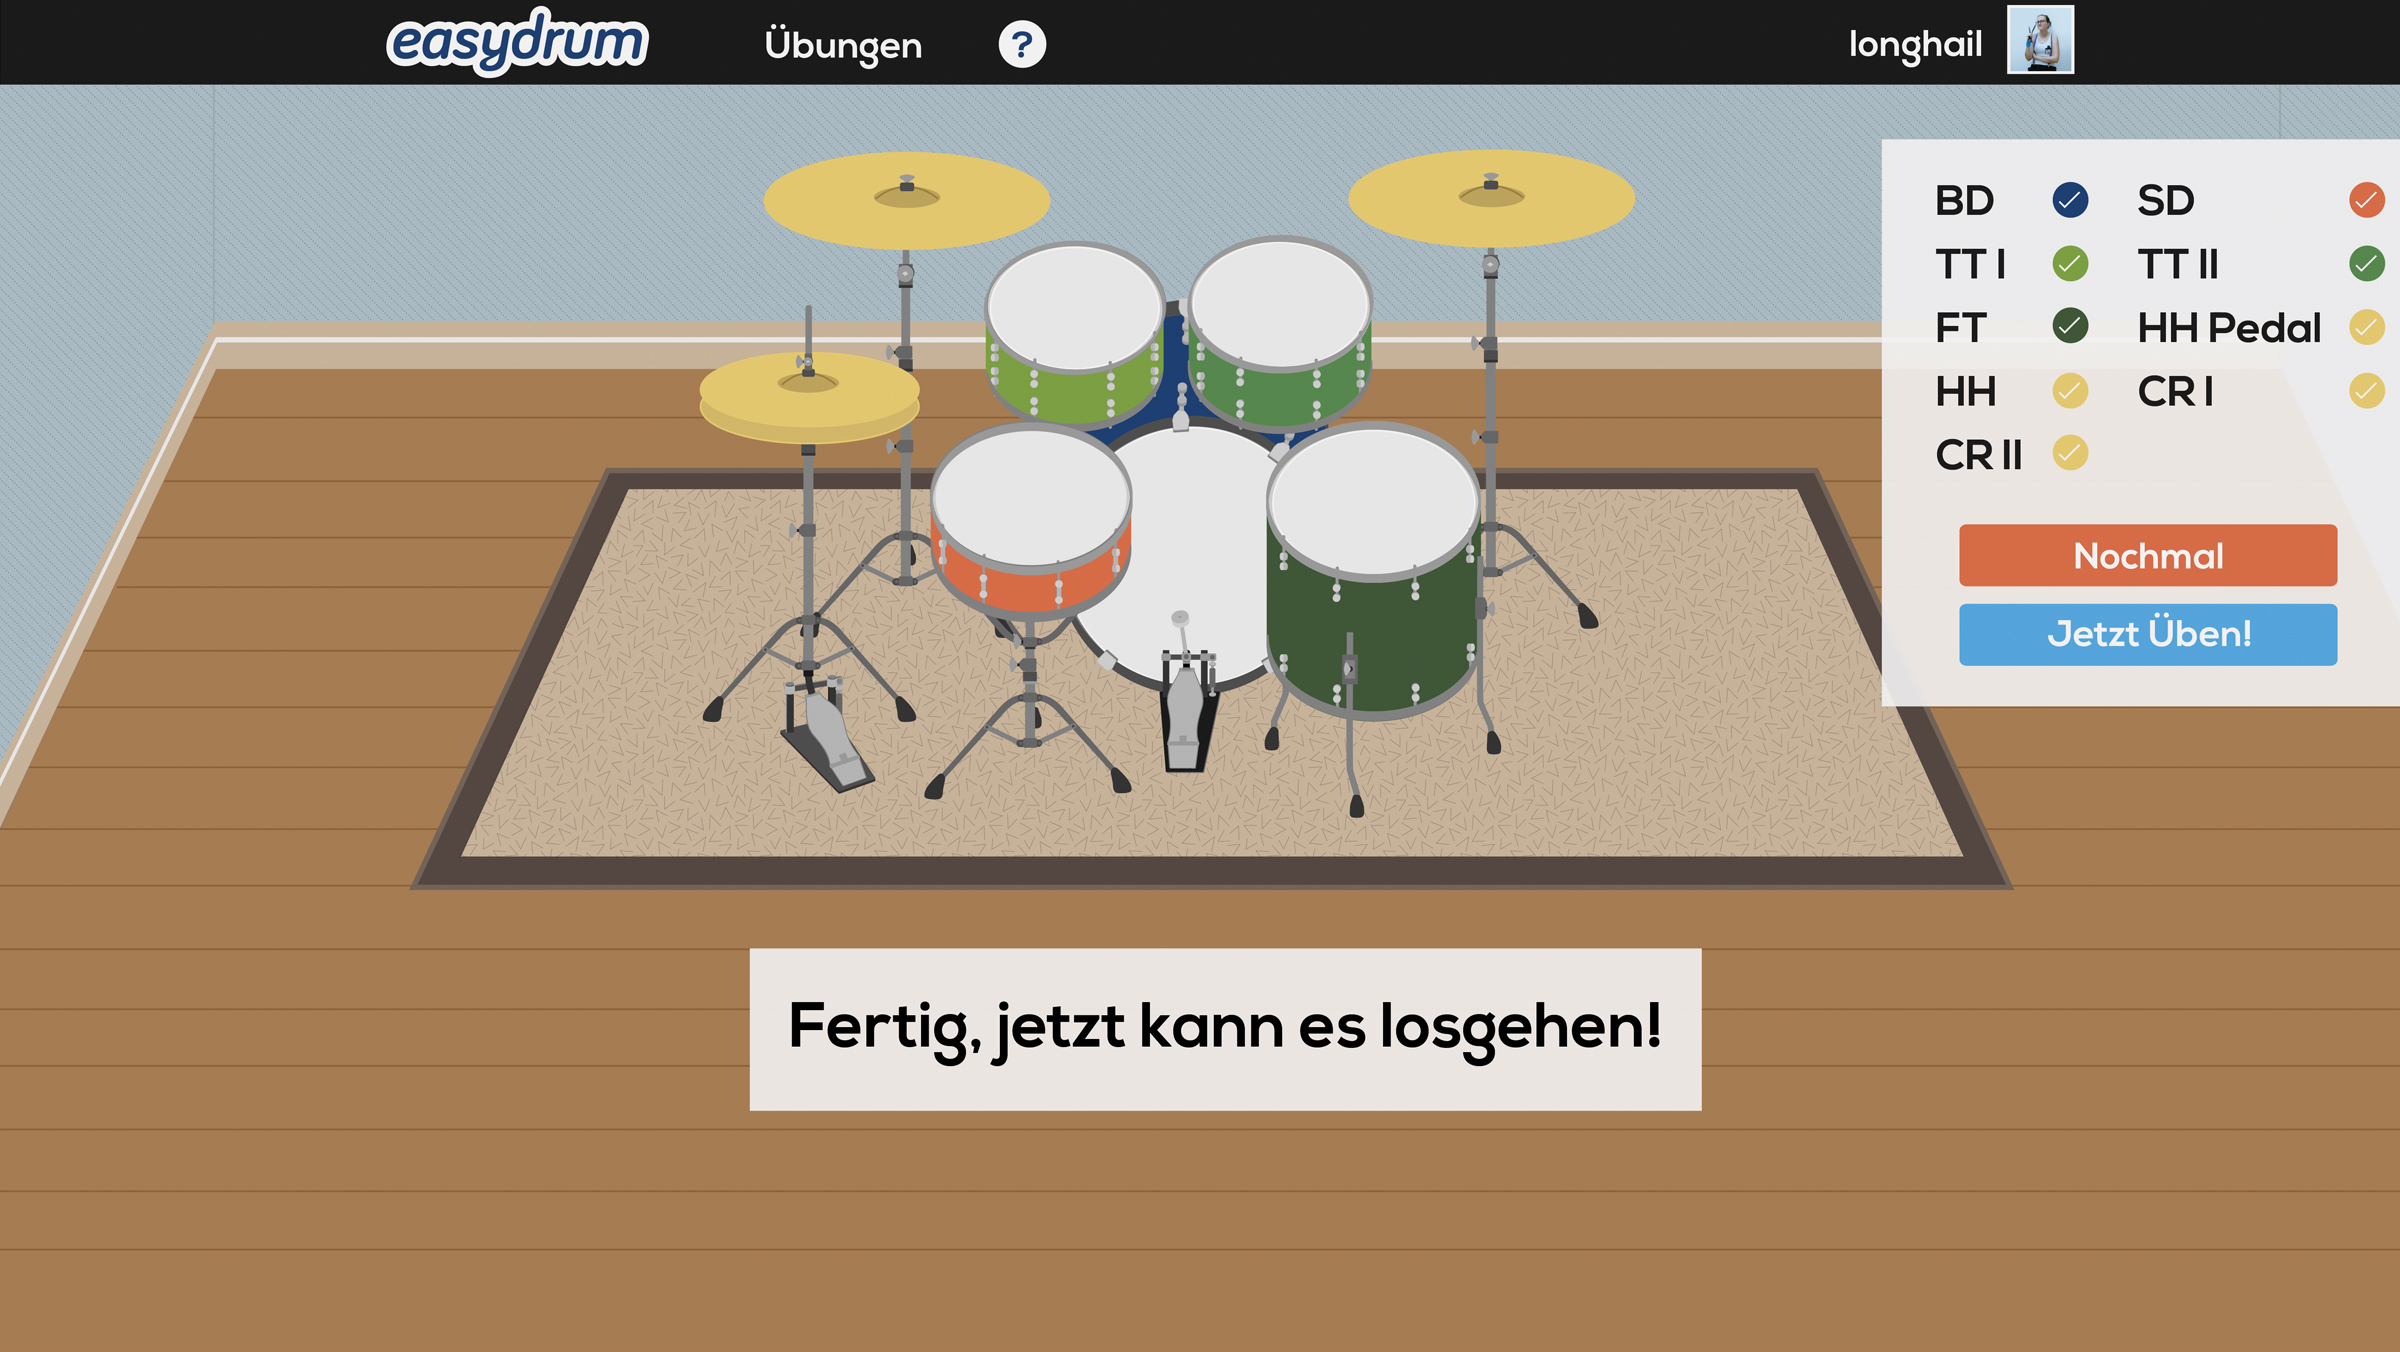 easydrum Übungen ? longhail
BD SD
TT I TT II
FT HH Pedal
HH CR I
CR II
Nochmal
Jetzt Üben!
Fertig, jetzt kann es losgehen!